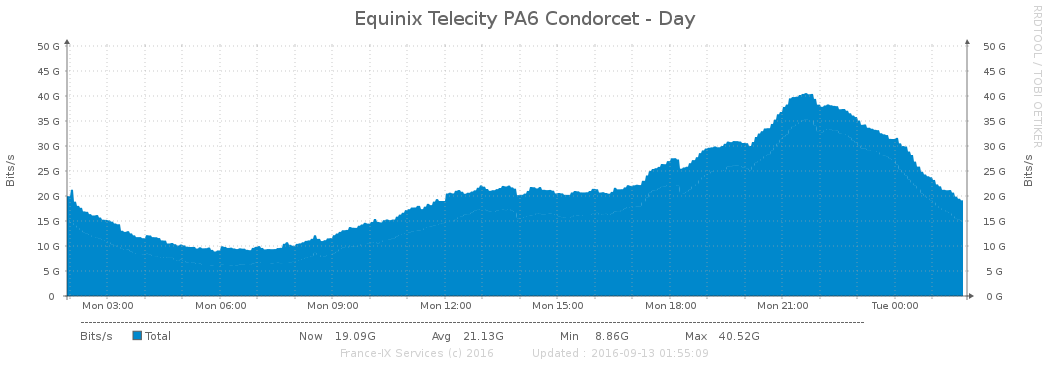 Equinix Telecity PA6 Condorcet - Day
RRDTOOL / TOBI OETIKER
Bits/s
50 G 50 G
45 G 45 G
40 G 40 G
35 G 35 G
30 G 30 G
25 G 25 G
20 G 20 G
15 G 15 G
10 G 10 G
5 G 5 G
0 0 G
Bits/s
Mon 03:00 Mon 06:00 Mon 09:00 Mon 12:00 Mon 15:00 Mon 18:00 Mon 21:00 Tue 00:00
Bits/s Total Now 19.09G Avg 21.13G Min 8.86G Max 40.52G
France-IX Services (c) 2016 Updated : 2016-09-13 01:55:09